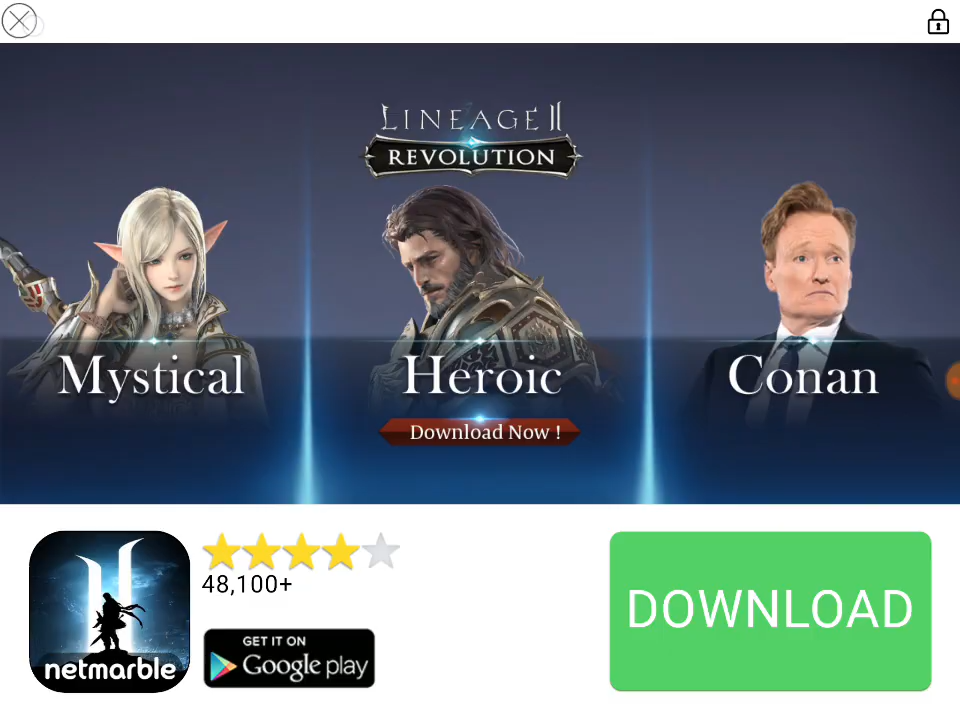 LINEAGE II
REVOLUTION
Mystical
Heroic
Conan
Download Now !
48,100+
GET IT ON
Google play
netmarble
DOWNLOAD